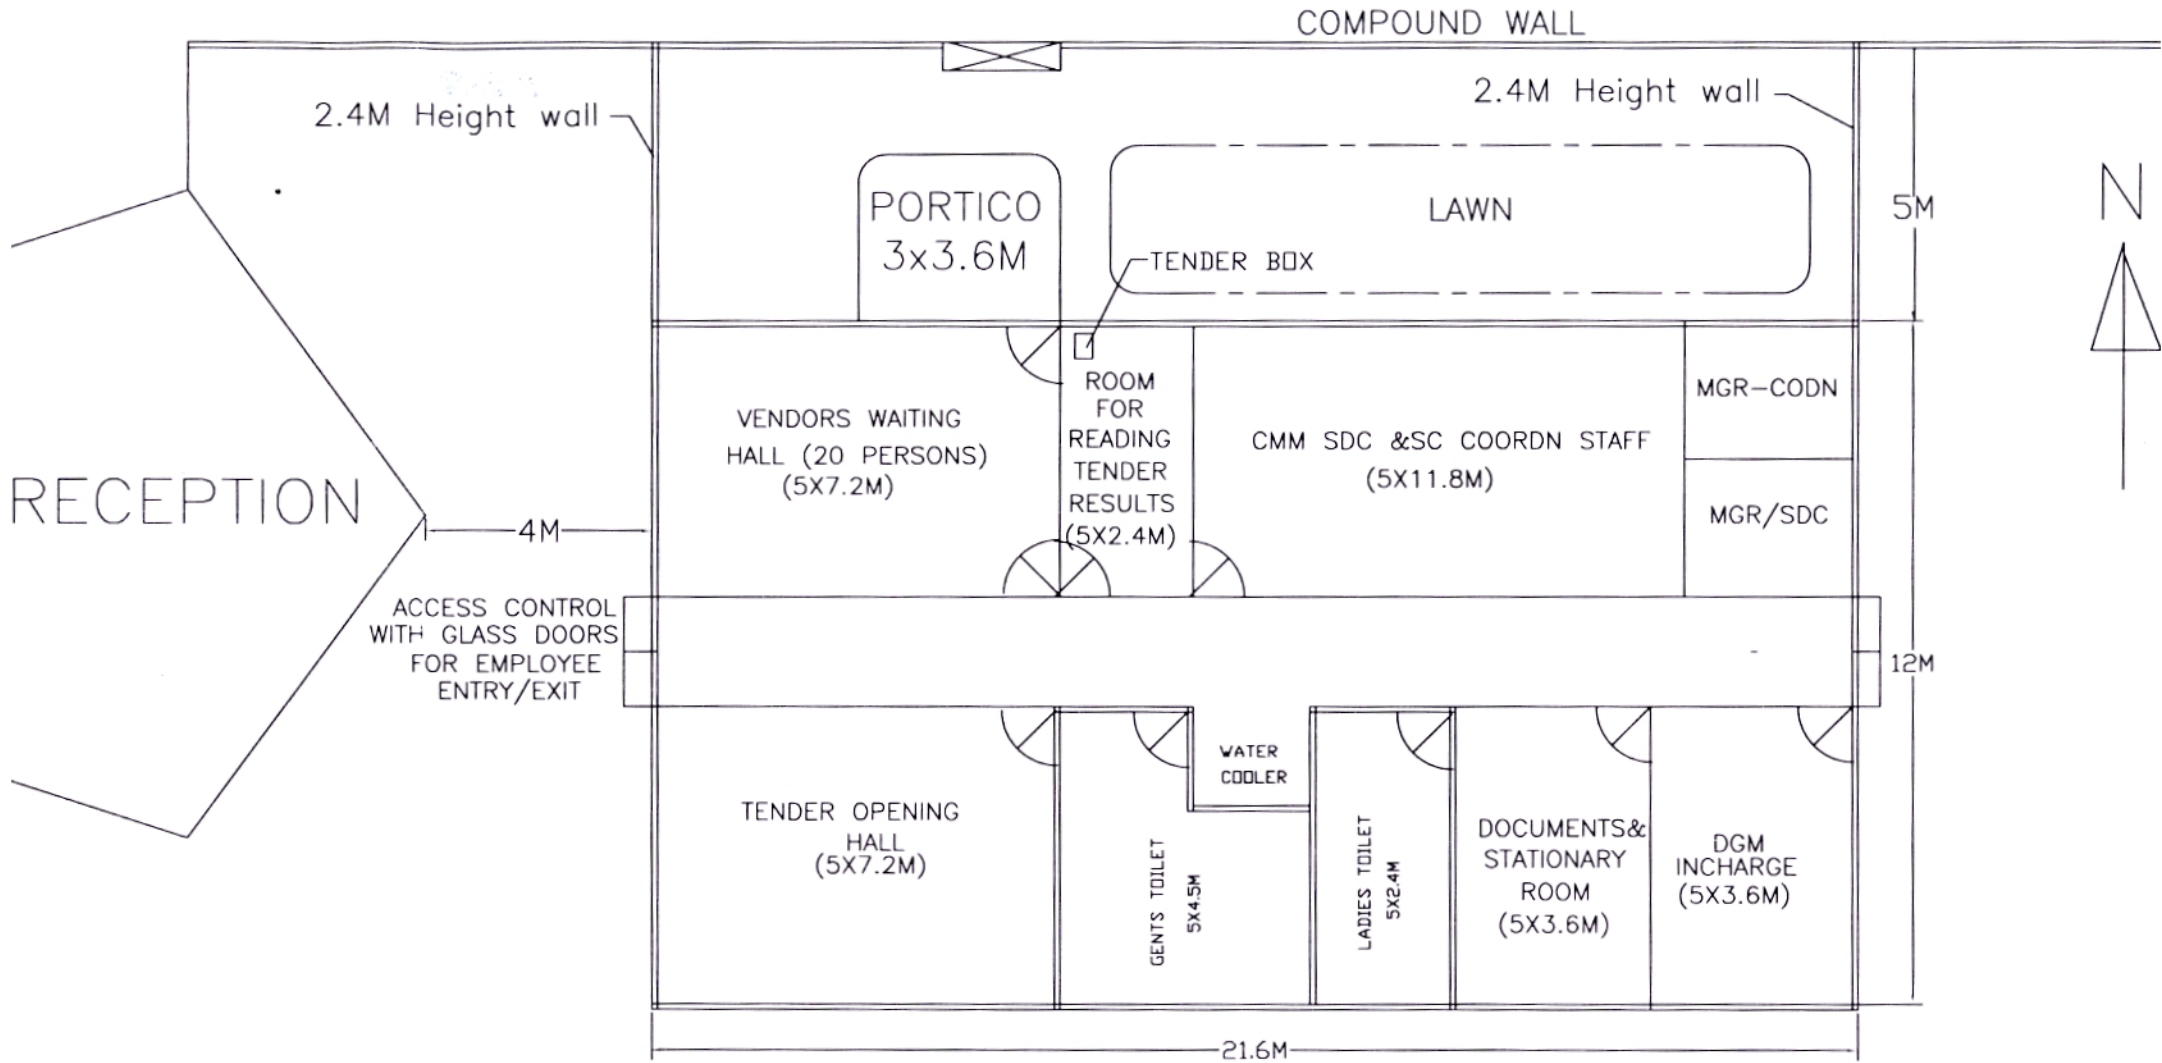 COMPOUND WALL
2.4M Height wall
2.4M Height wall
PORTICO
3x3.6M
LAWN
5M
N
TENDER BOX
VENDORS WAITING
HALL (20 PERSONS)
(5X7.2M)
ROOM
FOR
READING
TENDER
RESULTS
(5X2.4M)
CMM SDC &SC COORDN STAFF
(5X11.8M)
MGR-CODN
MGR/SDC
RECEPTION
4M
ACCESS CONTROL
WITH GLASS DOORS
FOR EMPLOYEE
ENTRY/EXIT
12M
TENDER OPENING
HALL
(5X7.2M)
GENTS TOILET
5X4.5M
WATER
COOLER
LADIES TOILET
5X2.4M
DOCUMENTS&
STATIONARY
ROOM
(5X3.6M)
DGM
INCHARGE
(5X3.6M)
21.6M